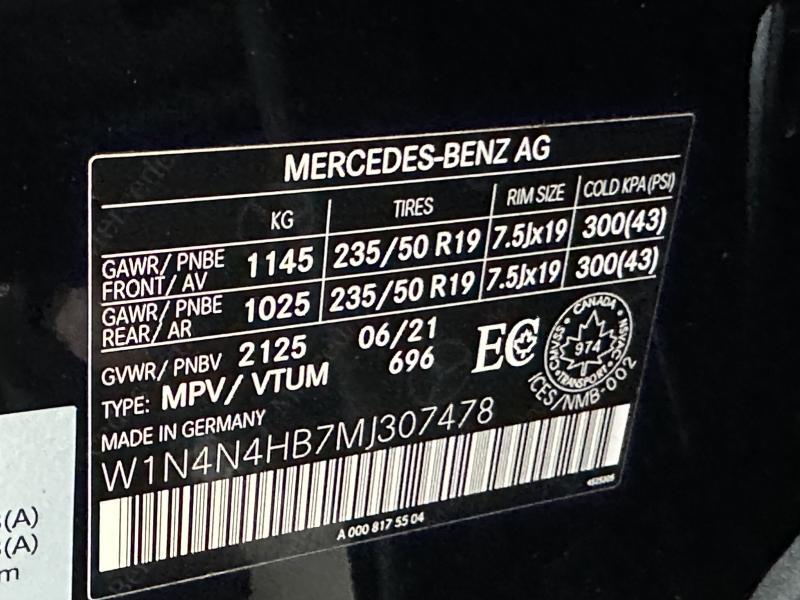 MERCEDES-BENZ AG
KG TIRES RIM SIZE COLD KPA (PSI)
GAWR/ PNBE FRONT/ AV 1145 235/50 R19 7.5Jx19 300(43)
GAWR/ PNBE REAR/ AR 1025 235/50 R19 7.5Jx19 300(43)
GVWR/ PNBV 2125 06/21
696
TYPE: MPV/ VTUM
EC
CANADA
974
TRANSPORT
CMVSS
NSVAC
ICES/NMB-002
MADE IN GERMANY
W1N4N4HB7MJ307478
A 000 817 55 04
(A)
(A)
m